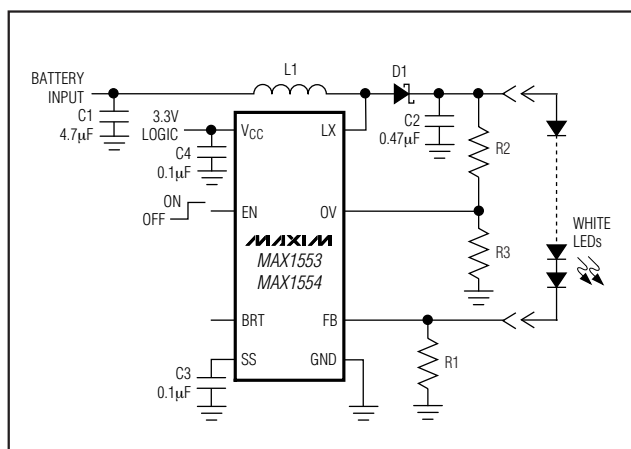 L1
D1
BATTERY
INPUT
C1
4.7µF
3.3V
LOGIC
VCC
LX
C2
0.47µF
R2
C4
0.1µF
ON
OFF
EN
OV
MAXIM
MAX1553
MAX1554
R3
WHITE
LEDs
BRT
FB
C3
0.1µF
SS
GND
R1